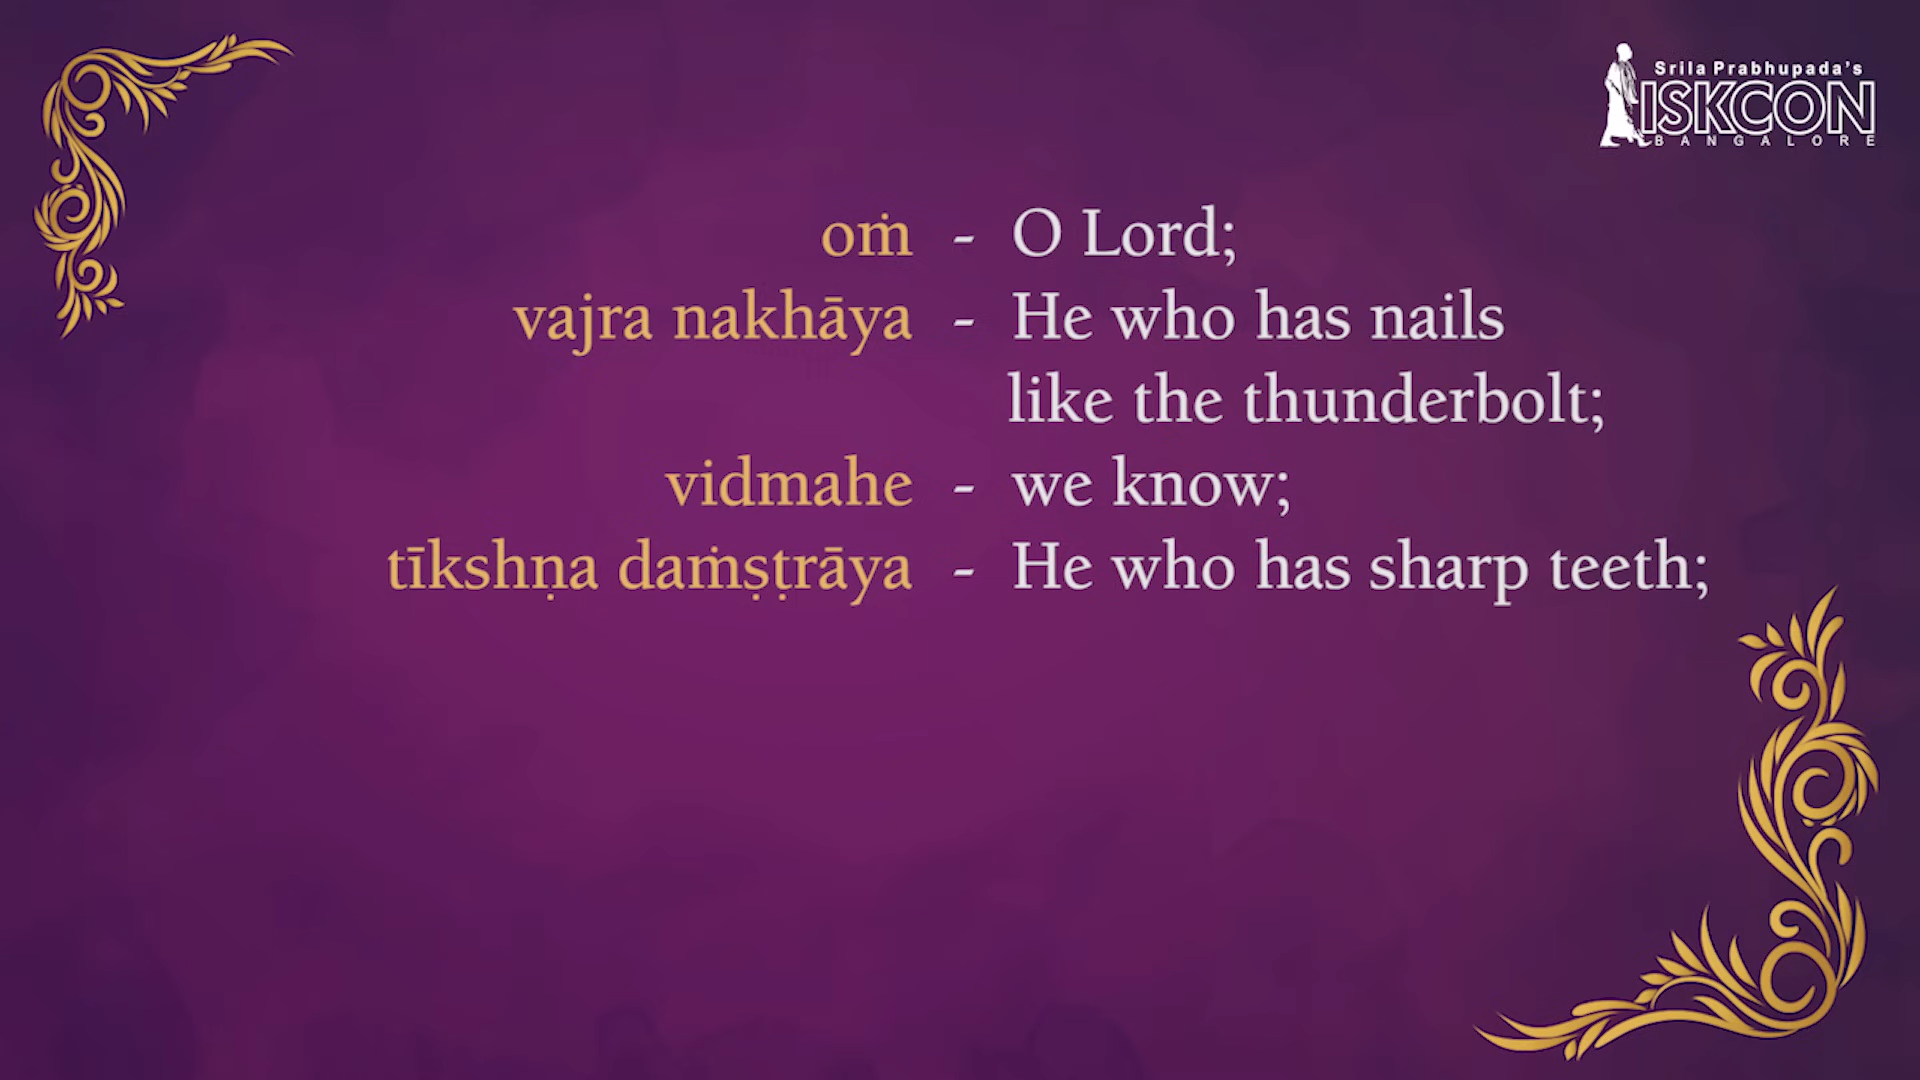 Srila Prabhupada's
ISKCON
BANGALORE
oṁ - O Lord;
vajra nakhāya - He who has nails
like the thunderbolt;
vidmahe - we know;
tīkshṇa daṁṣṭrāya - He who has sharp teeth;